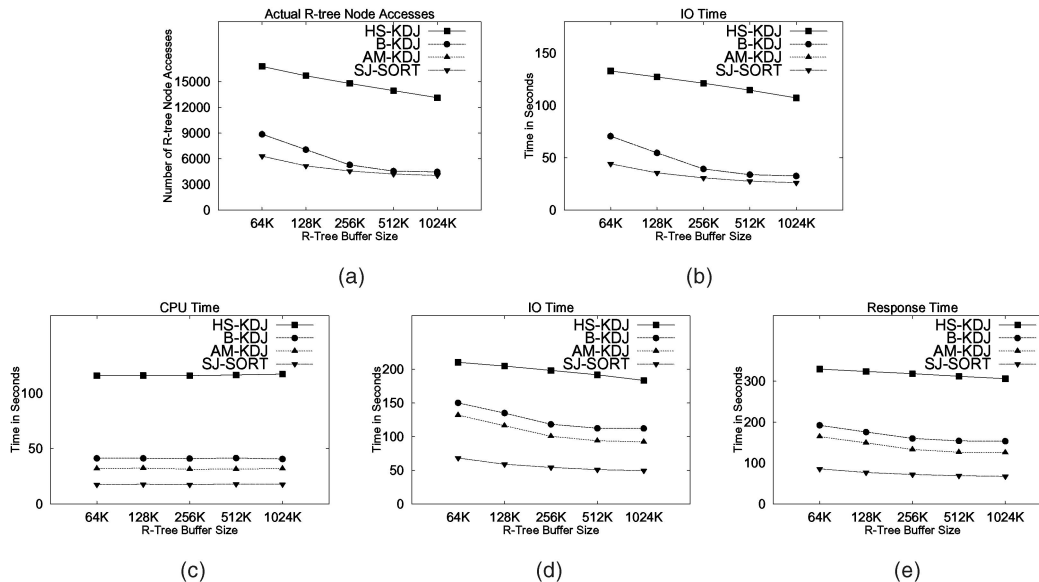 Actual R-tree Node Accesses
Number of R-tree Node Accesses
15000
12000
9000
6000
3000
0
HS-KDJ
B-KDJ
AM-KDJ
SJ-SORT
64K 128K 256K 512K 1024K
R-Tree Buffer Size
(a)
IO Time
Time in Seconds
150
100
50
0
HS-KDJ
B-KDJ
AM-KDJ
SJ-SORT
64K 128K 256K 512K 1024K
R-Tree Buffer Size
(b)
CPU Time
Time in Seconds
100
50
0
HS-KDJ
B-KDJ
AM-KDJ
SJ-SORT
64K 128K 256K 512K 1024K
R-Tree Buffer Size
(c)
IO Time
Time in Seconds
200
150
100
50
0
HS-KDJ
B-KDJ
AM-KDJ
SJ-SORT
64K 128K 256K 512K 1024K
R-Tree Buffer Size
(d)
Response Time
Time in Seconds
300
200
100
0
HS-KDJ
B-KDJ
AM-KDJ
SJ-SORT
64K 128K 256K 512K 1024K
R-Tree Buffer Size
(e)